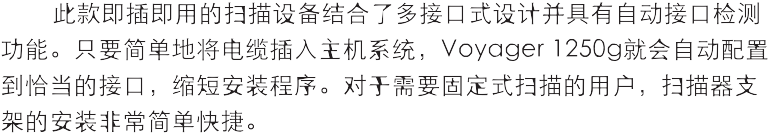 此款即插即用的扫描设备结合了多接口式设计并具有自动接口检测
功能。只要简单地将电缆插入主机系统，Voyager 1250g就会自动配置
到恰当的接口，缩短安装程序。对于需要固定式扫描的用户，扫描器支
架的安装非常简单快捷。